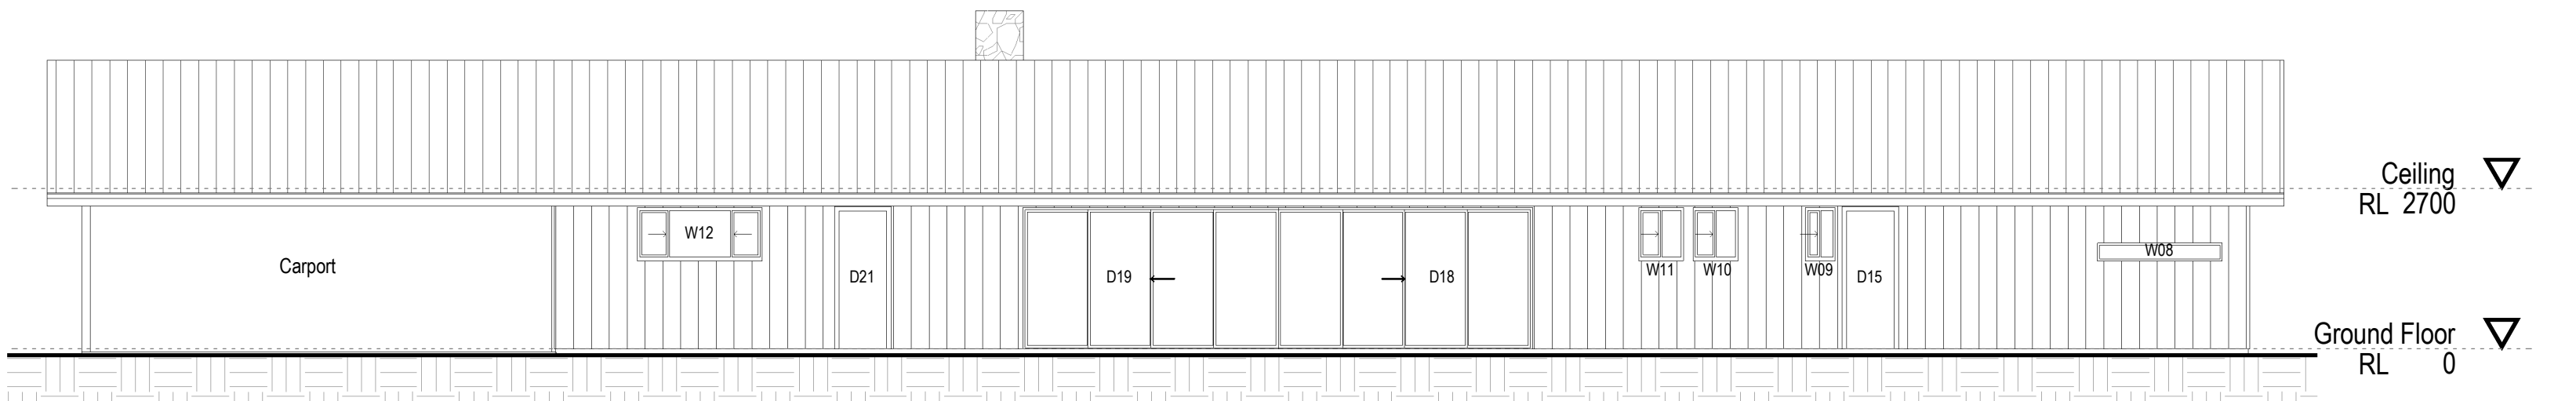 Ceiling
RL 2700
W12
Carport
D21
D19
D18
W11
W10
W09
D15
W08
Ground Floor
RL 0